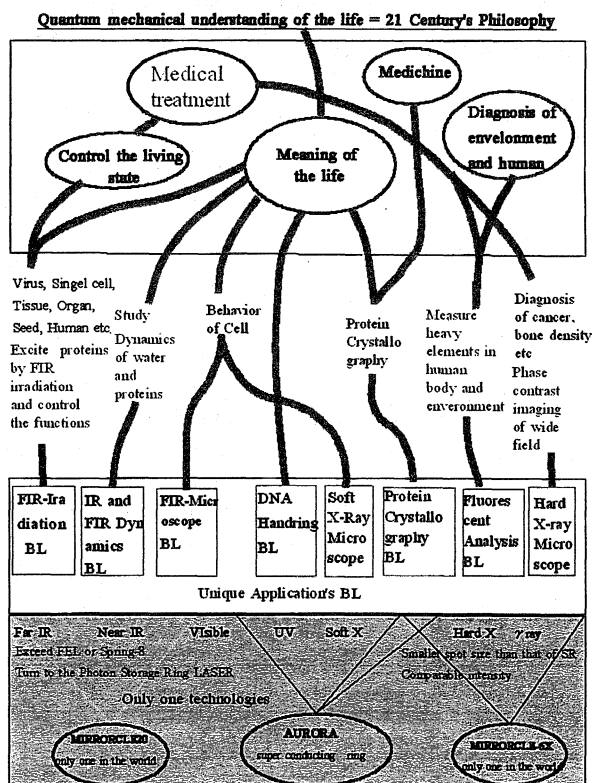 Quantum mechanical understanding of the life = 21 Century's Philosophy
Medical
treatment
Medichine
Diagnosis of
envelonment
and human
Control the living
state
Meaning of
the life
Virus, Singel cell,
Tissue, Organ,
Seed, Human etc,
Excite proteins
by FIR
irradiation
and control
the functions
Study
Dynamics
of water
and
proteins
Behavior
of Cell
Protein
Crystallo
graphy
Measure
heavy
elements in
human
body and
enveronment
Diagnosis
of cancer,
bone density
etc
Phase
contrast
imaging
of wide
field
FIR-Ira
diation
BL
IR and
FIR Dyn
amics
BL
FIR-Micr
oscope
BL
DNA
Handring
BL
Soft
X-Ray
Micro
scope
Protein
Crystallo
graphy
BL
Fluores
cent
Analysis
BL
Hard
X-ray
Micro
scope
Unique Application's BL
Far IR Near IR VIsible UV Soft X Hard X γ ray
Exceed FEL or Spring-8
Turn to the Photon Storage Ring LASER
Smaller spot size than that of SR
Comparable intensity
Only one technologies
MIRRORCLE20
only one in the world
AURORA
super conducting ring
MIRRORCLE-6X
only one in the world